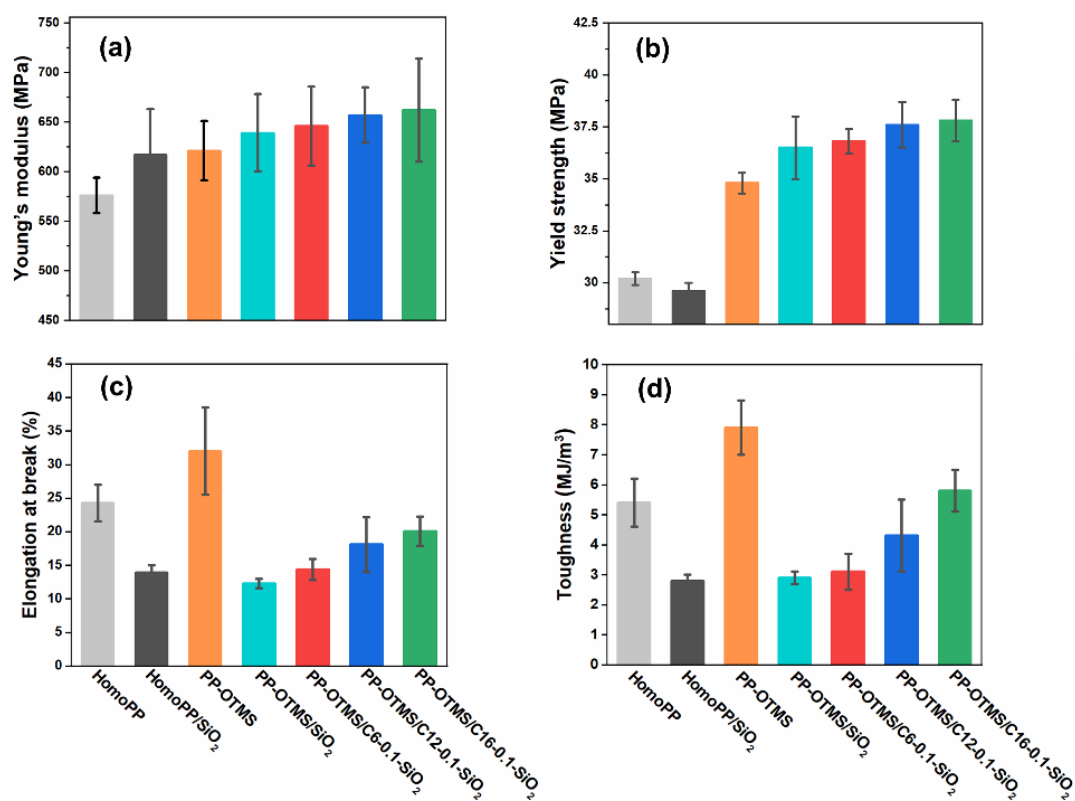 (a)
Young's modulus (MPa)
750
700
650
600
550
500
450
(b)
Yield strength (MPa)
42.5
40
37.5
35
32.5
30
(c)
Elongation at break (%)
45
40
35
30
25
20
15
10
5
0
HomoPP
HomoPP/SiO₂
PP-OTMS
PP-OTMS/SiO₂
PP-OTMS/C6-0.1-SiO₂
PP-OTMS/C12-0.1-SiO₂
PP-OTMS/C16-0.1-SiO₂
(d)
Toughness (MJ/m³)
10
9
8
7
6
5
4
3
2
1
0
HomoPP
HomoPP/SiO₂
PP-OTMS
PP-OTMS/SiO₂
PP-OTMS/C6-0.1-SiO₂
PP-OTMS/C12-0.1-SiO₂
PP-OTMS/C16-0.1-SiO₂